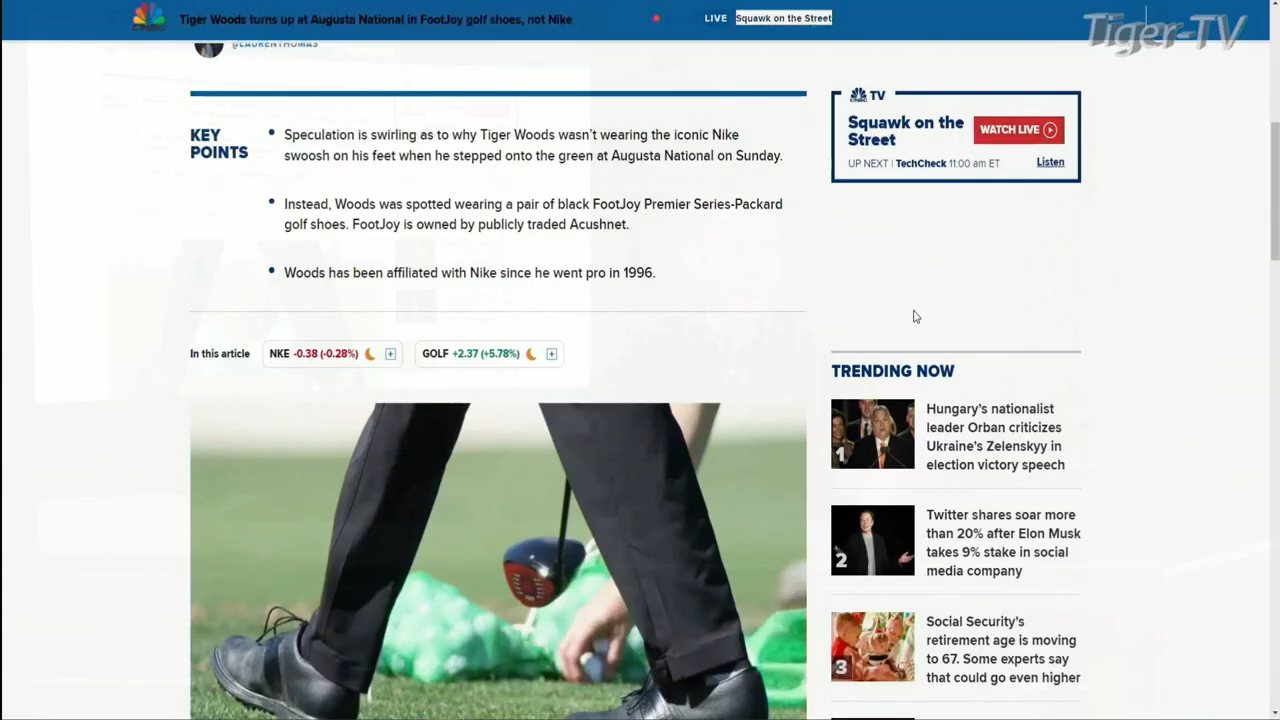 CNBC
Tiger Woods turns up at Augusta National in FootJoy golf shoes, not Nike
LIVE
Squawk on the Street
Tiger-TV
@LAURENTHOMAS
KEY
POINTS
Speculation is swirling as to why Tiger Woods wasn't wearing the iconic Nike
swoosh on his feet when he stepped onto the green at Augusta National on Sunday.
Instead, Woods was spotted wearing a pair of black FootJoy Premier Series-Packard
golf shoes. FootJoy is owned by publicly traded Acushnet.
Woods has been affiliated with Nike since he went pro in 1996.
In this article
NKE -0.38 (-0.28%)
GOLF +2.37 (+5.78%)
CNBC TV
Squawk on the
Street
WATCH LIVE
UP NEXT | TechCheck 11:00 am ET
Listen
TRENDING NOW
1
Hungary's nationalist
leader Orban criticizes
Ukraine's Zelenskyy in
election victory speech
2
Twitter shares soar more
than 20% after Elon Musk
takes 9% stake in social
media company
3
Social Security's
retirement age is moving
to 67. Some experts say
that could go even higher